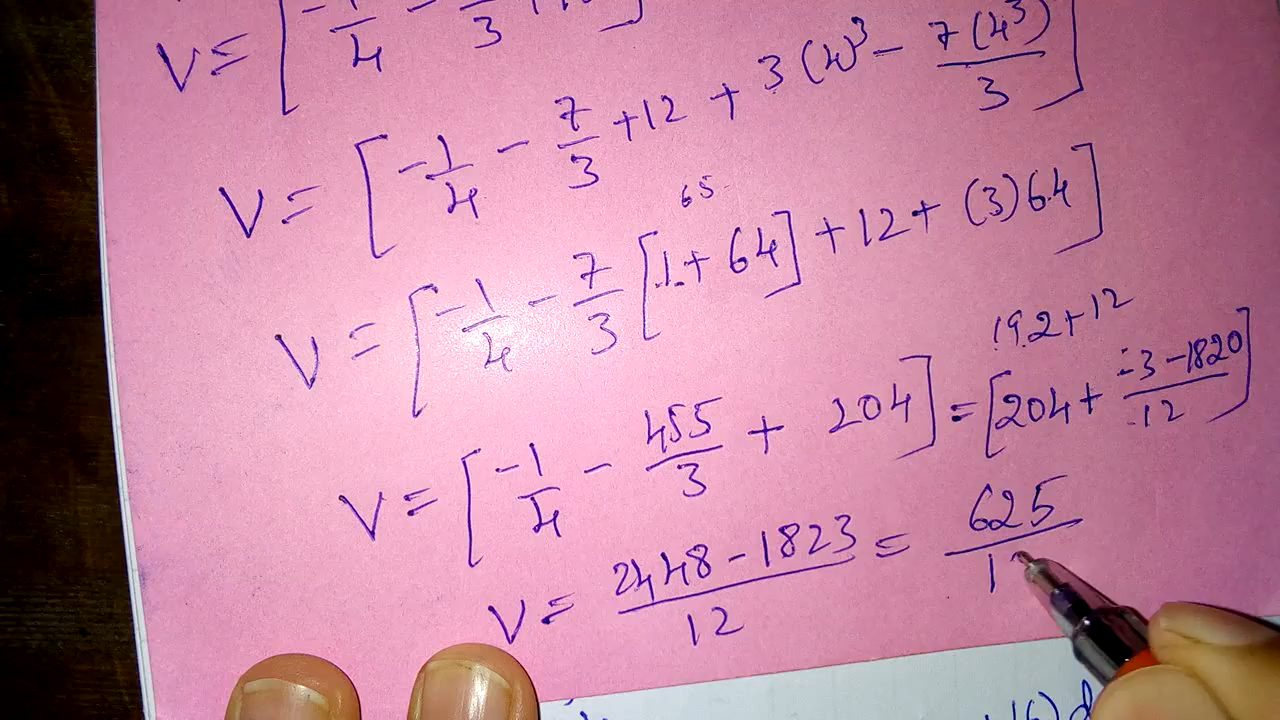 V = [-1/4 - /3
V = [-1/4 - 7/3 + 12 + 3(4)³ - 7(4³)/3]
65
V = [-1/4 - 7/3 [1 + 64] + 12 + (3)64]
192 + 12
V = [-1/4 - 455/3 + 204] = [204 + -3 - 1820/12]
V = 2448 - 1823/12 = 625/1